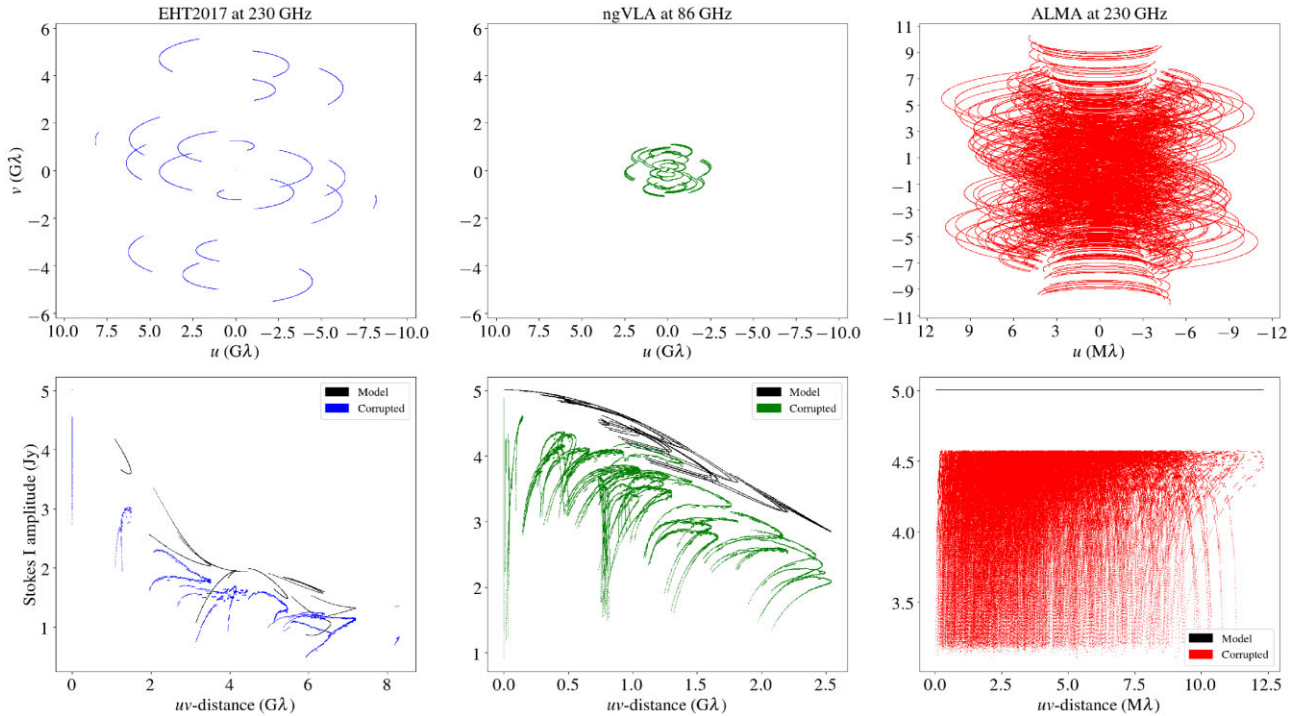 EHT2017 at 230 GHz
6
4
2
0
−2
−4
−6
v (Gλ)
10.0 7.5 5.0 2.5 0.0 −2.5 −5.0 −7.5 −10.0
u (Gλ)
ngVLA at 86 GHz
6
4
2
0
−2
−4
−6
10.0 7.5 5.0 2.5 0.0 −2.5 −5.0 −7.5 −10.0
u (Gλ)
ALMA at 230 GHz
11
9
7
5
3
1
−1
−3
−5
−7
−9
−11
12 9 6 3 0 −3 −6 −9 −12
u (Mλ)
Model
Corrupted
5
4
3
2
1
Stokes I amplitude (Jy)
0 2 4 6 8
uv-distance (Gλ)
Model
Corrupted
5
4
3
2
1
0.0 0.5 1.0 1.5 2.0 2.5
uv-distance (Gλ)
5.0
4.5
4.0
3.5
Model
Corrupted
0.0 2.5 5.0 7.5 10.0 12.5
uv-distance (Mλ)